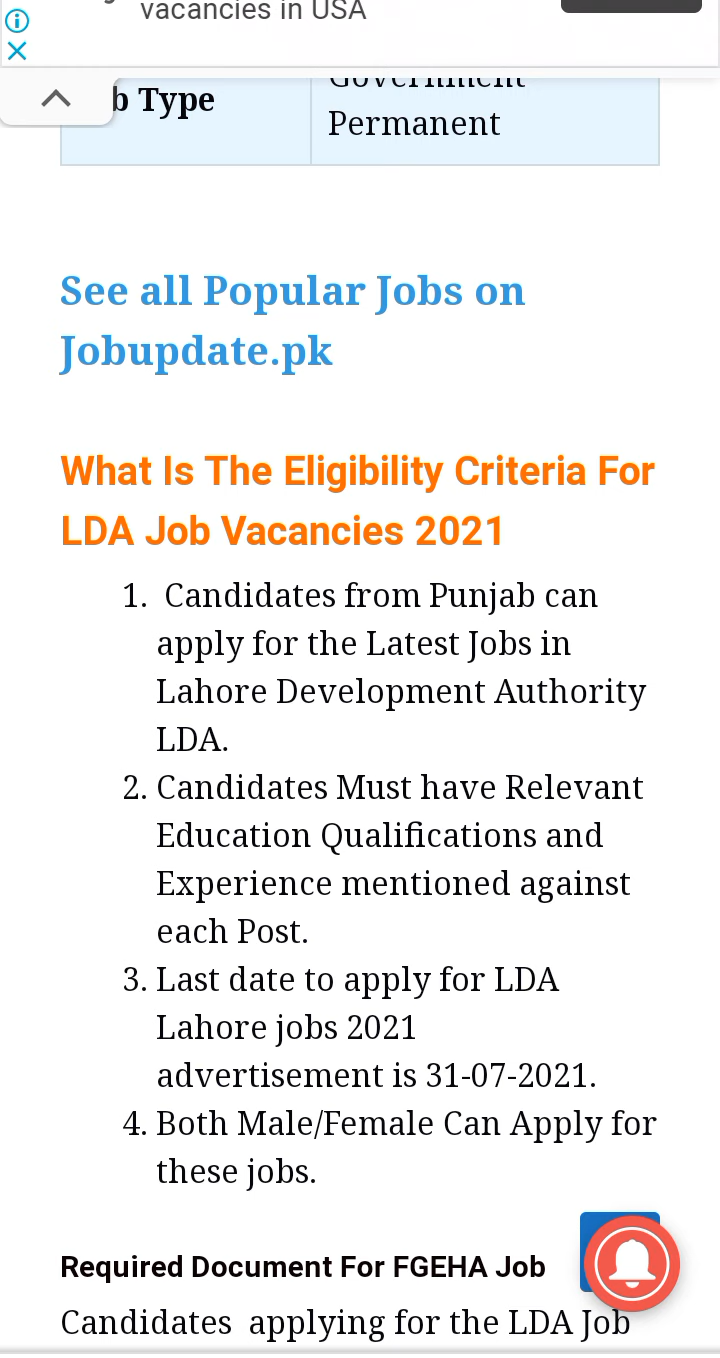 vacancies in USA
b Type
Government
Permanent
See all Popular Jobs on
Jobupdate.pk
What Is The Eligibility Criteria For
LDA Job Vacancies 2021
1. Candidates from Punjab can
apply for the Latest Jobs in
Lahore Development Authority
LDA.
2. Candidates Must have Relevant
Education Qualifications and
Experience mentioned against
each Post.
3. Last date to apply for LDA
Lahore jobs 2021
advertisement is 31-07-2021.
4. Both Male/Female Can Apply for
these jobs.
Required Document For FGEHA Job
Candidates applying for the LDA Job